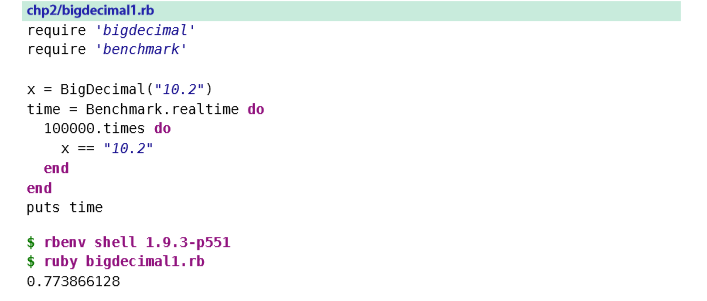 chp2/bigdecimal1.rb
require 'bigdecimal'
require 'benchmark'
x = BigDecimal("10.2")
time = Benchmark.realtime do
100000.times do
x == "10.2"
end
end
puts time
$ rbenv shell 1.9.3-p551
$ ruby bigdecimal1.rb
0.773866128